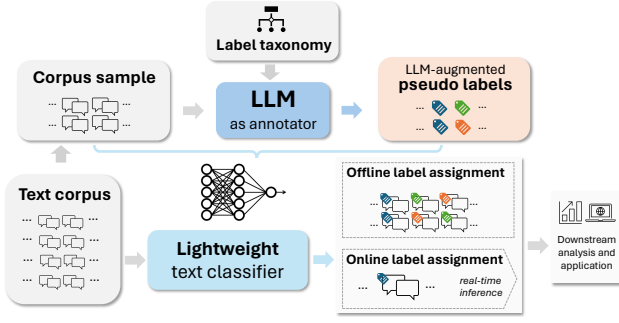 Label taxonomy
Corpus sample
... ...
... ...
LLM
as annotator
LLM-augmented
pseudo labels
... ...
... ...
Text corpus
... ...
... ...
... ...
... ...
Lightweight
text classifier
Offline label assignment
... ...
... ...
Online label assignment
... ...
real-time
inference
Downstream
analysis and
application